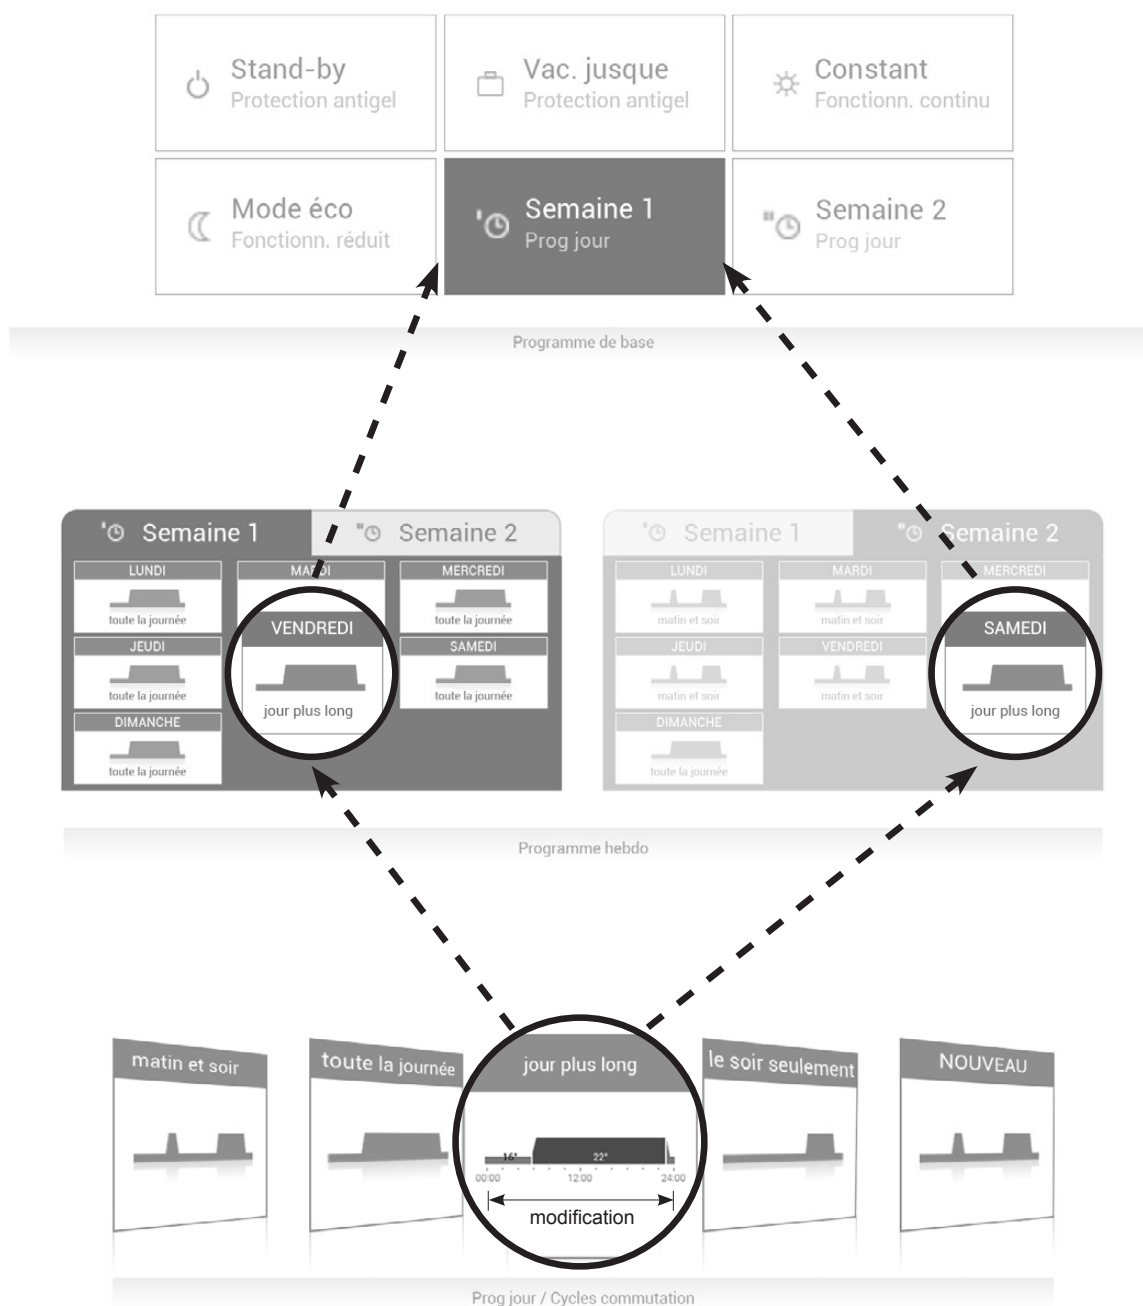 Stand-by
Protection antigel
Vac. jusque
Protection antigel
Constant
Fonctionn. continu
Mode éco
Fonctionn. réduit
Semaine 1
Prog jour
Semaine 2
Prog jour
Programme de base
Semaine 1
Semaine 2
LUNDI
toute la journée
MARDI
MERCREDI
toute la journée
JEUDI
toute la journée
VENDREDI
jour plus long
SAMEDI
toute la journée
DIMANCHE
toute la journée
Semaine 1
Semaine 2
LUNDI
matin et soir
MARDI
matin et soir
MERCREDI
JEUDI
matin et soir
VENDREDI
matin et soir
SAMEDI
jour plus long
DIMANCHE
toute la journée
Programme hebdo
matin et soir
toute la journée
jour plus long
16°
22°
00:00
12:00
24:00
modification
le soir seulement
NOUVEAU
Prog jour / Cycles commutation